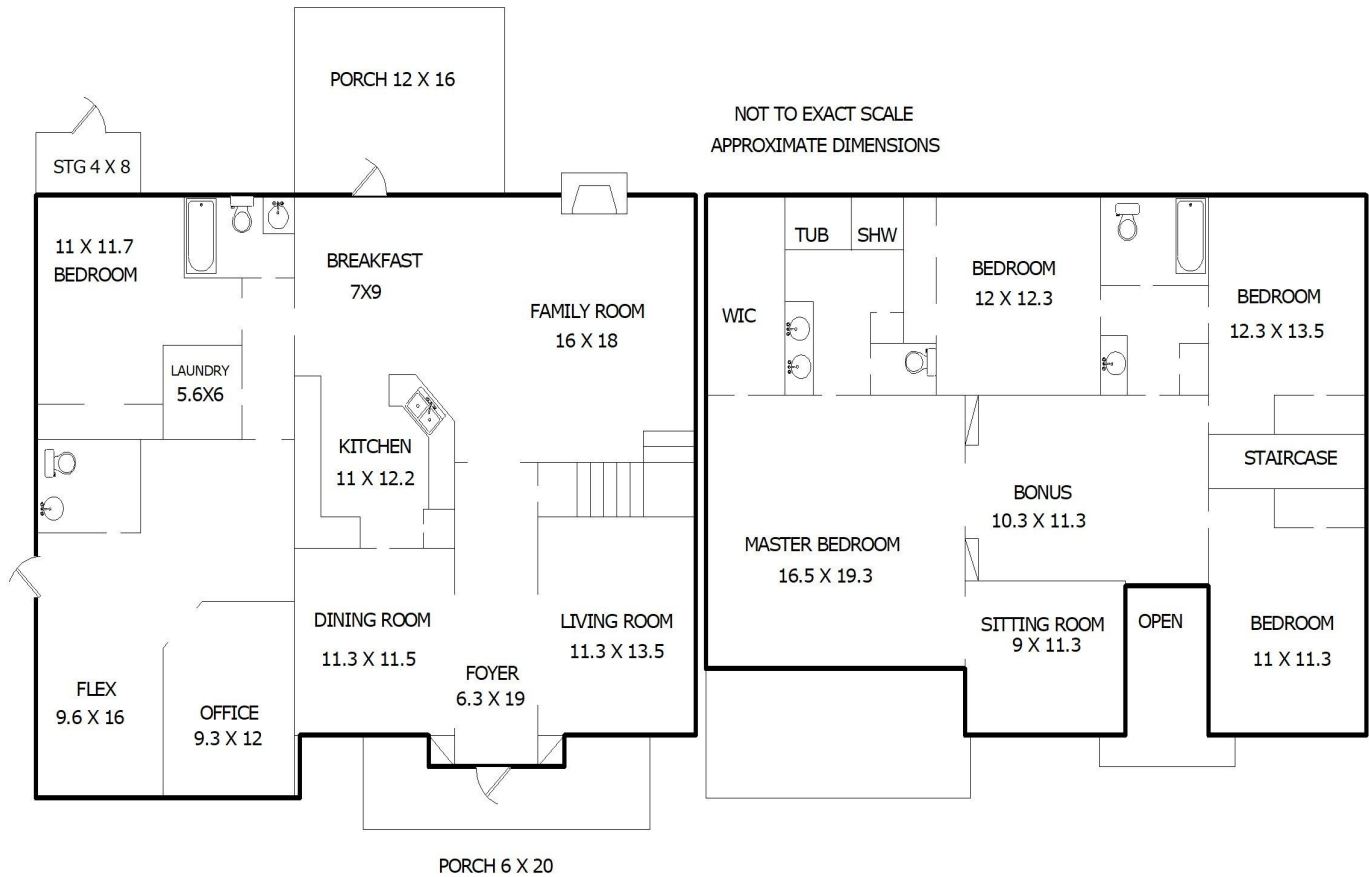 PORCH 12 X 16
NOT TO EXACT SCALE
APPROXIMATE DIMENSIONS
STG 4 X 8
11 X 11.7
BEDROOM
BREAKFAST
7X9
FAMILY ROOM
16 X 18
LAUNDRY
5.6X6
KITCHEN
11 X 12.2
DINING ROOM
11.3 X 11.5
LIVING ROOM
11.3 X 13.5
FOYER
6.3 X 19
FLEX
9.6 X 16
OFFICE
9.3 X 12
PORCH 6 X 20
TUB
SHW
WIC
BEDROOM
12 X 12.3
BEDROOM
12.3 X 13.5
STAIRCASE
BONUS
10.3 X 11.3
MASTER BEDROOM
16.5 X 19.3
SITTING ROOM
9 X 11.3
OPEN
BEDROOM
11 X 11.3